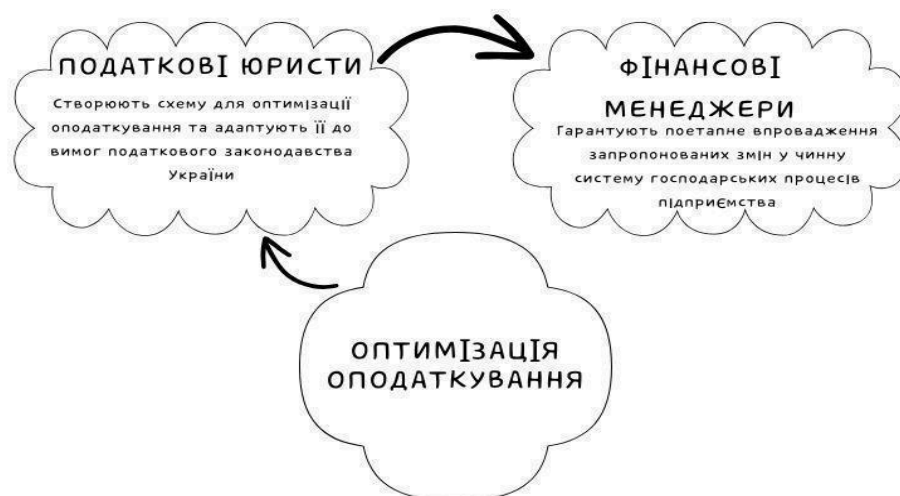 ПОДАТКОВІ ЮРИСТИ
Створюють схему для оптимізації
оподаткування та адаптують її до
вимог податкового законодавства
України
ФІНАНСОВІ
МЕНЕДЖЕРИ
Гарантують поетапне впровадження
запропонованих змін у чинну
систему господарських процесів
підприємства
ОПТИМІЗАЦІЯ
ОПОДАТКУВАННЯ